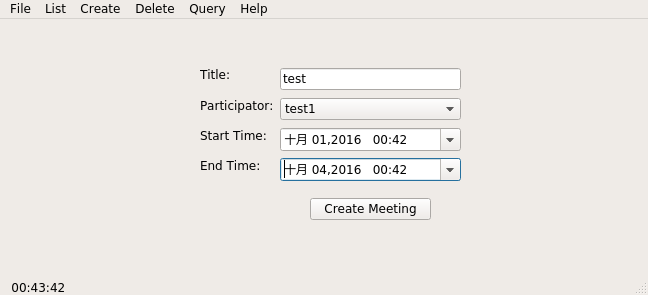 File List Create Delete Query Help
Title: test
Participator: test1
Start Time: 十月 01,2016 00:42
End Time: 十月 04,2016 00:42
Create Meeting
00:43:42